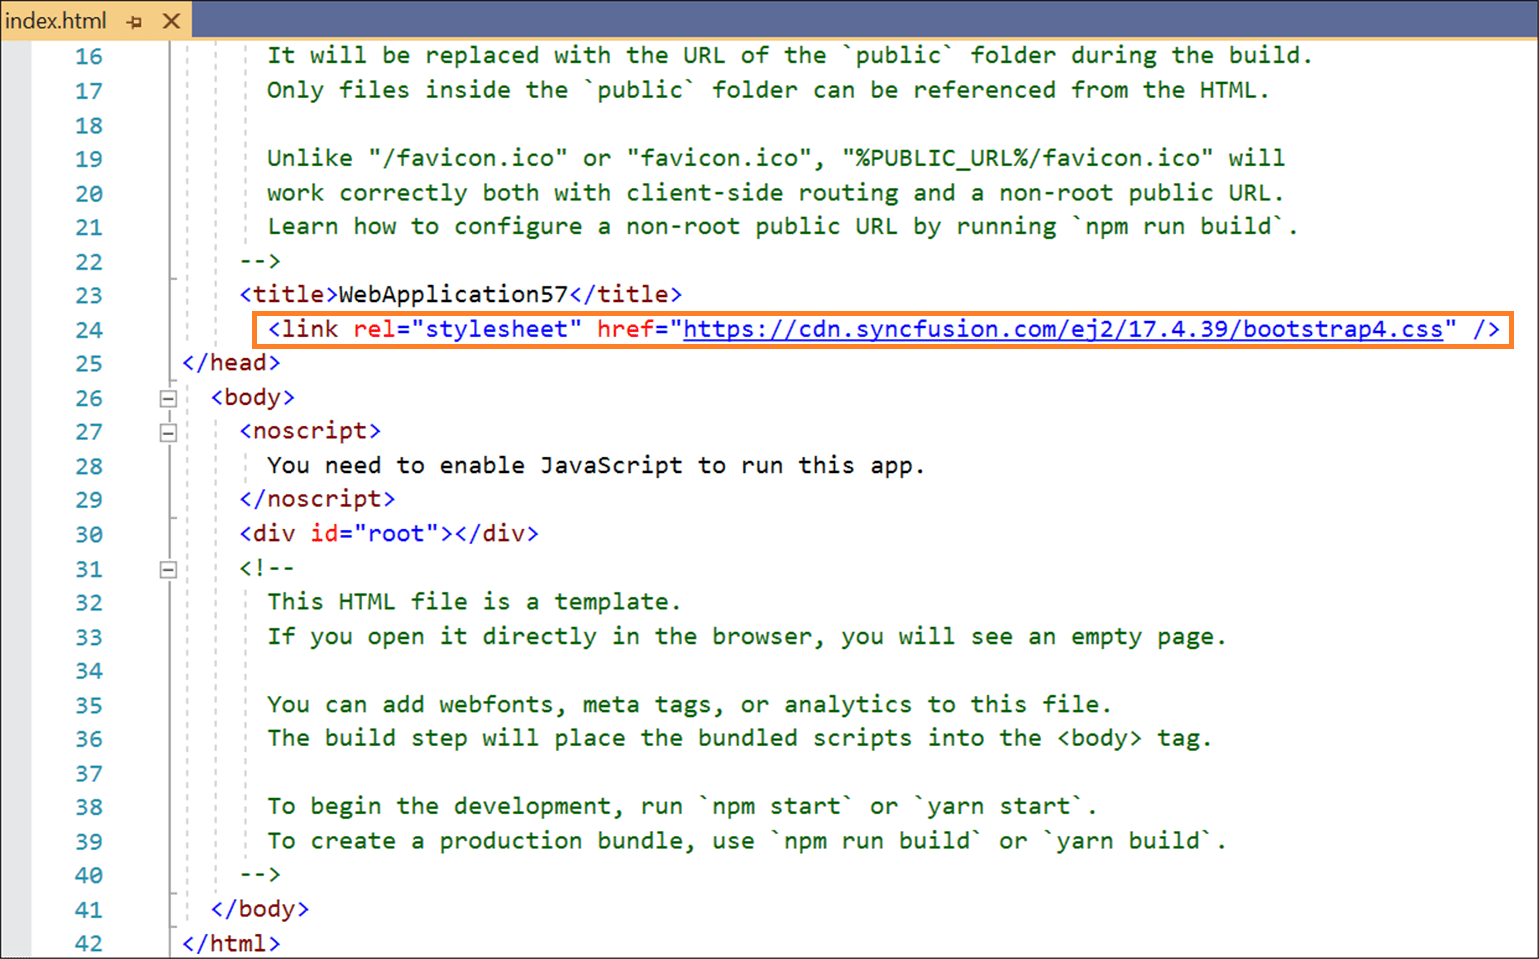 index.html
16 It will be replaced with the URL of the `public` folder during the build.
17 Only files inside the `public` folder can be referenced from the HTML.
18
19 Unlike "/favicon.ico" or "favicon.ico", "%PUBLIC_URL%/favicon.ico" will
20 work correctly both with client-side routing and a non-root public URL.
21 Learn how to configure a non-root public URL by running `npm run build`.
22 -->
23 <title>WebApplication57</title>
24 <link rel="stylesheet" href="https://cdn.syncfusion.com/ej2/17.4.39/bootstrap4.css" />
25 </head>
26 <body>
27 <noscript>
28 You need to enable JavaScript to run this app.
29 </noscript>
30 <div id="root"></div>
31 <!--
32 This HTML file is a template.
33 If you open it directly in the browser, you will see an empty page.
34
35 You can add webfonts, meta tags, or analytics to this file.
36 The build step will place the bundled scripts into the <body> tag.
37
38 To begin the development, run `npm start` or `yarn start`.
39 To create a production bundle, use `npm run build` or `yarn build`.
40 -->
41 </body>
42 </html>